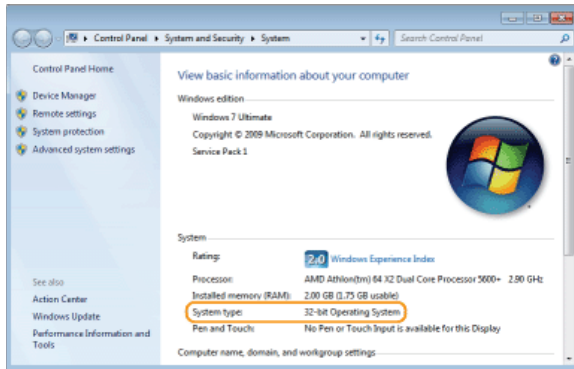 Control Panel ▸ System and Security ▸ System
Search Control Panel
Control Panel Home
Device Manager
Remote settings
System protection
Advanced system settings
See also
Action Center
Windows Update
Performance Information and
Tools
View basic information about your computer
Windows edition
Windows 7 Ultimate
Copyright © 2009 Microsoft Corporation. All rights reserved.
Service Pack 1
System
Rating: 2.0 Windows Experience Index
Processor: AMD Athlon(tm) 64 X2 Dual Core Processor 5600+ 2.90 GHz
Installed memory (RAM): 2.00 GB (1.75 GB usable)
System type: 32-bit Operating System
Pen and Touch: No Pen or Touch Input is available for this Display
Computer name, domain, and workgroup settings